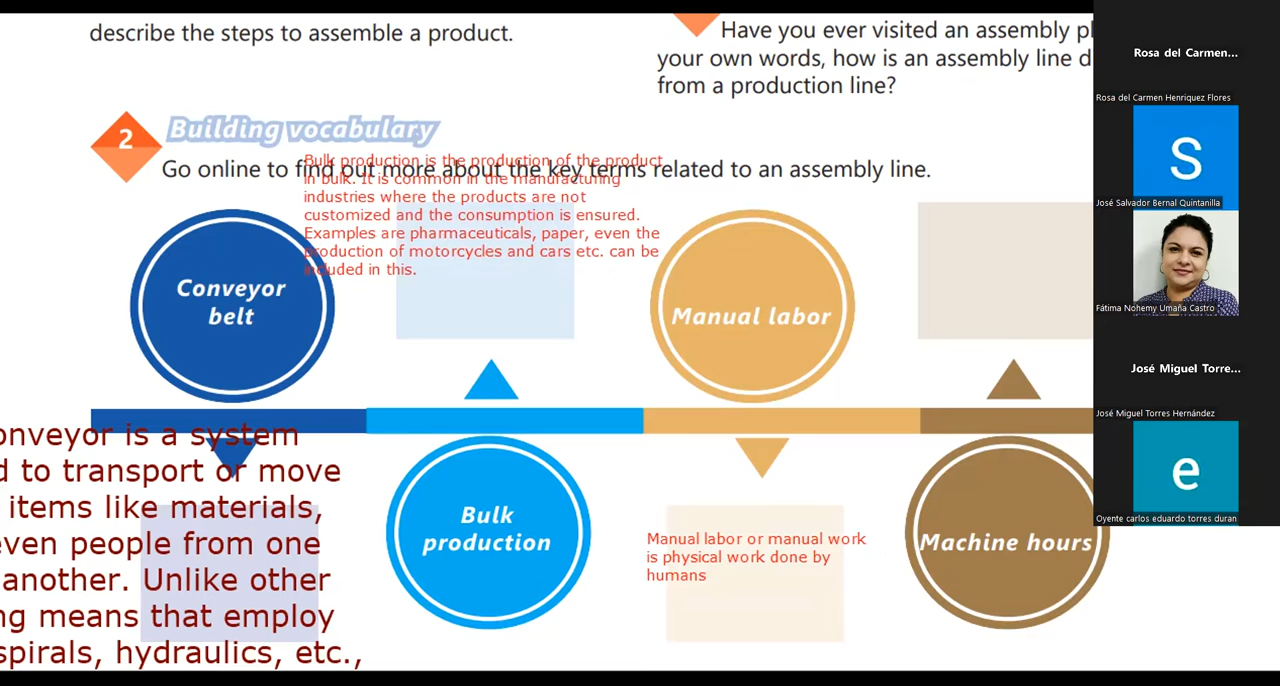 describe the steps to assemble a product.
Have you ever visited an assembly
your own words, how is an assembly line
from a production line?
2
Building vocabulary
Go online to find out more about the key terms related to an assembly line.
Bulk production is the production of the product
in bulk. It is common in the manufacturing
industries where the products are not
customized and the consumption is ensured.
Examples are pharmaceuticals, paper, even the
production of motorcycles and cars etc. can be
included in this.
Conveyor
belt
Manual labor
onveyor is a system
d to transport or move
items like materials,
even people from one
another. Unlike other
ng means that employ
spirals, hydraulics, etc.,
Bulk
production
Manual labor or manual work
is physical work done by
humans
Machine hours
Rosa del Carmen...
Rosa del Carmen Henriquez Flores
S
José Salvador Bernal Quintanilla
Fátima Nohemy Umaña Castro
José Miguel Torre...
José Miguel Torres Hernández
e
Oyente carlos eduardo torres duran